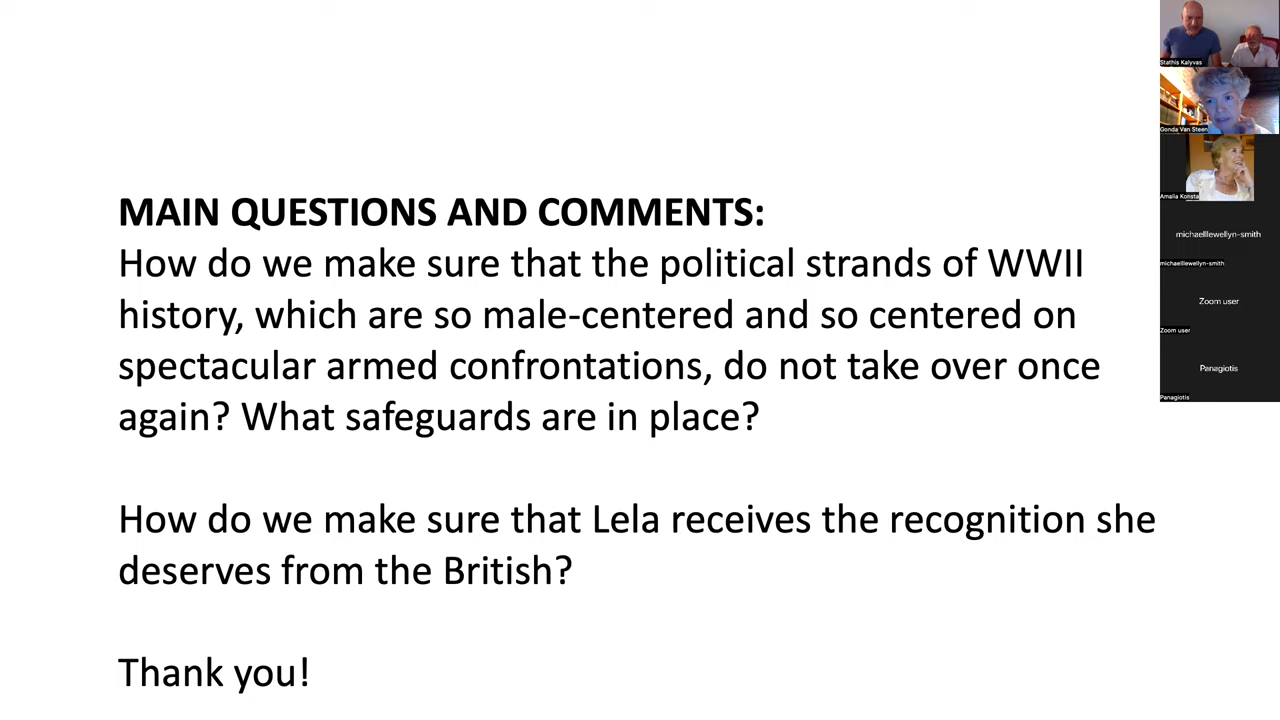 MAIN QUESTIONS AND COMMENTS:
How do we make sure that the political strands of WWII
history, which are so male-centered and so centered on
spectacular armed confrontations, do not take over once
again? What safeguards are in place?
How do we make sure that Lela receives the recognition she
deserves from the British?
Thank you!
Stathis Kalyvas
Gonda Van Steen
Amalia Konsta
michaelllewellyn-smith
michaelllewellyn-smith
Zoom user
Zoom user
Panagiotis
Panagiotis